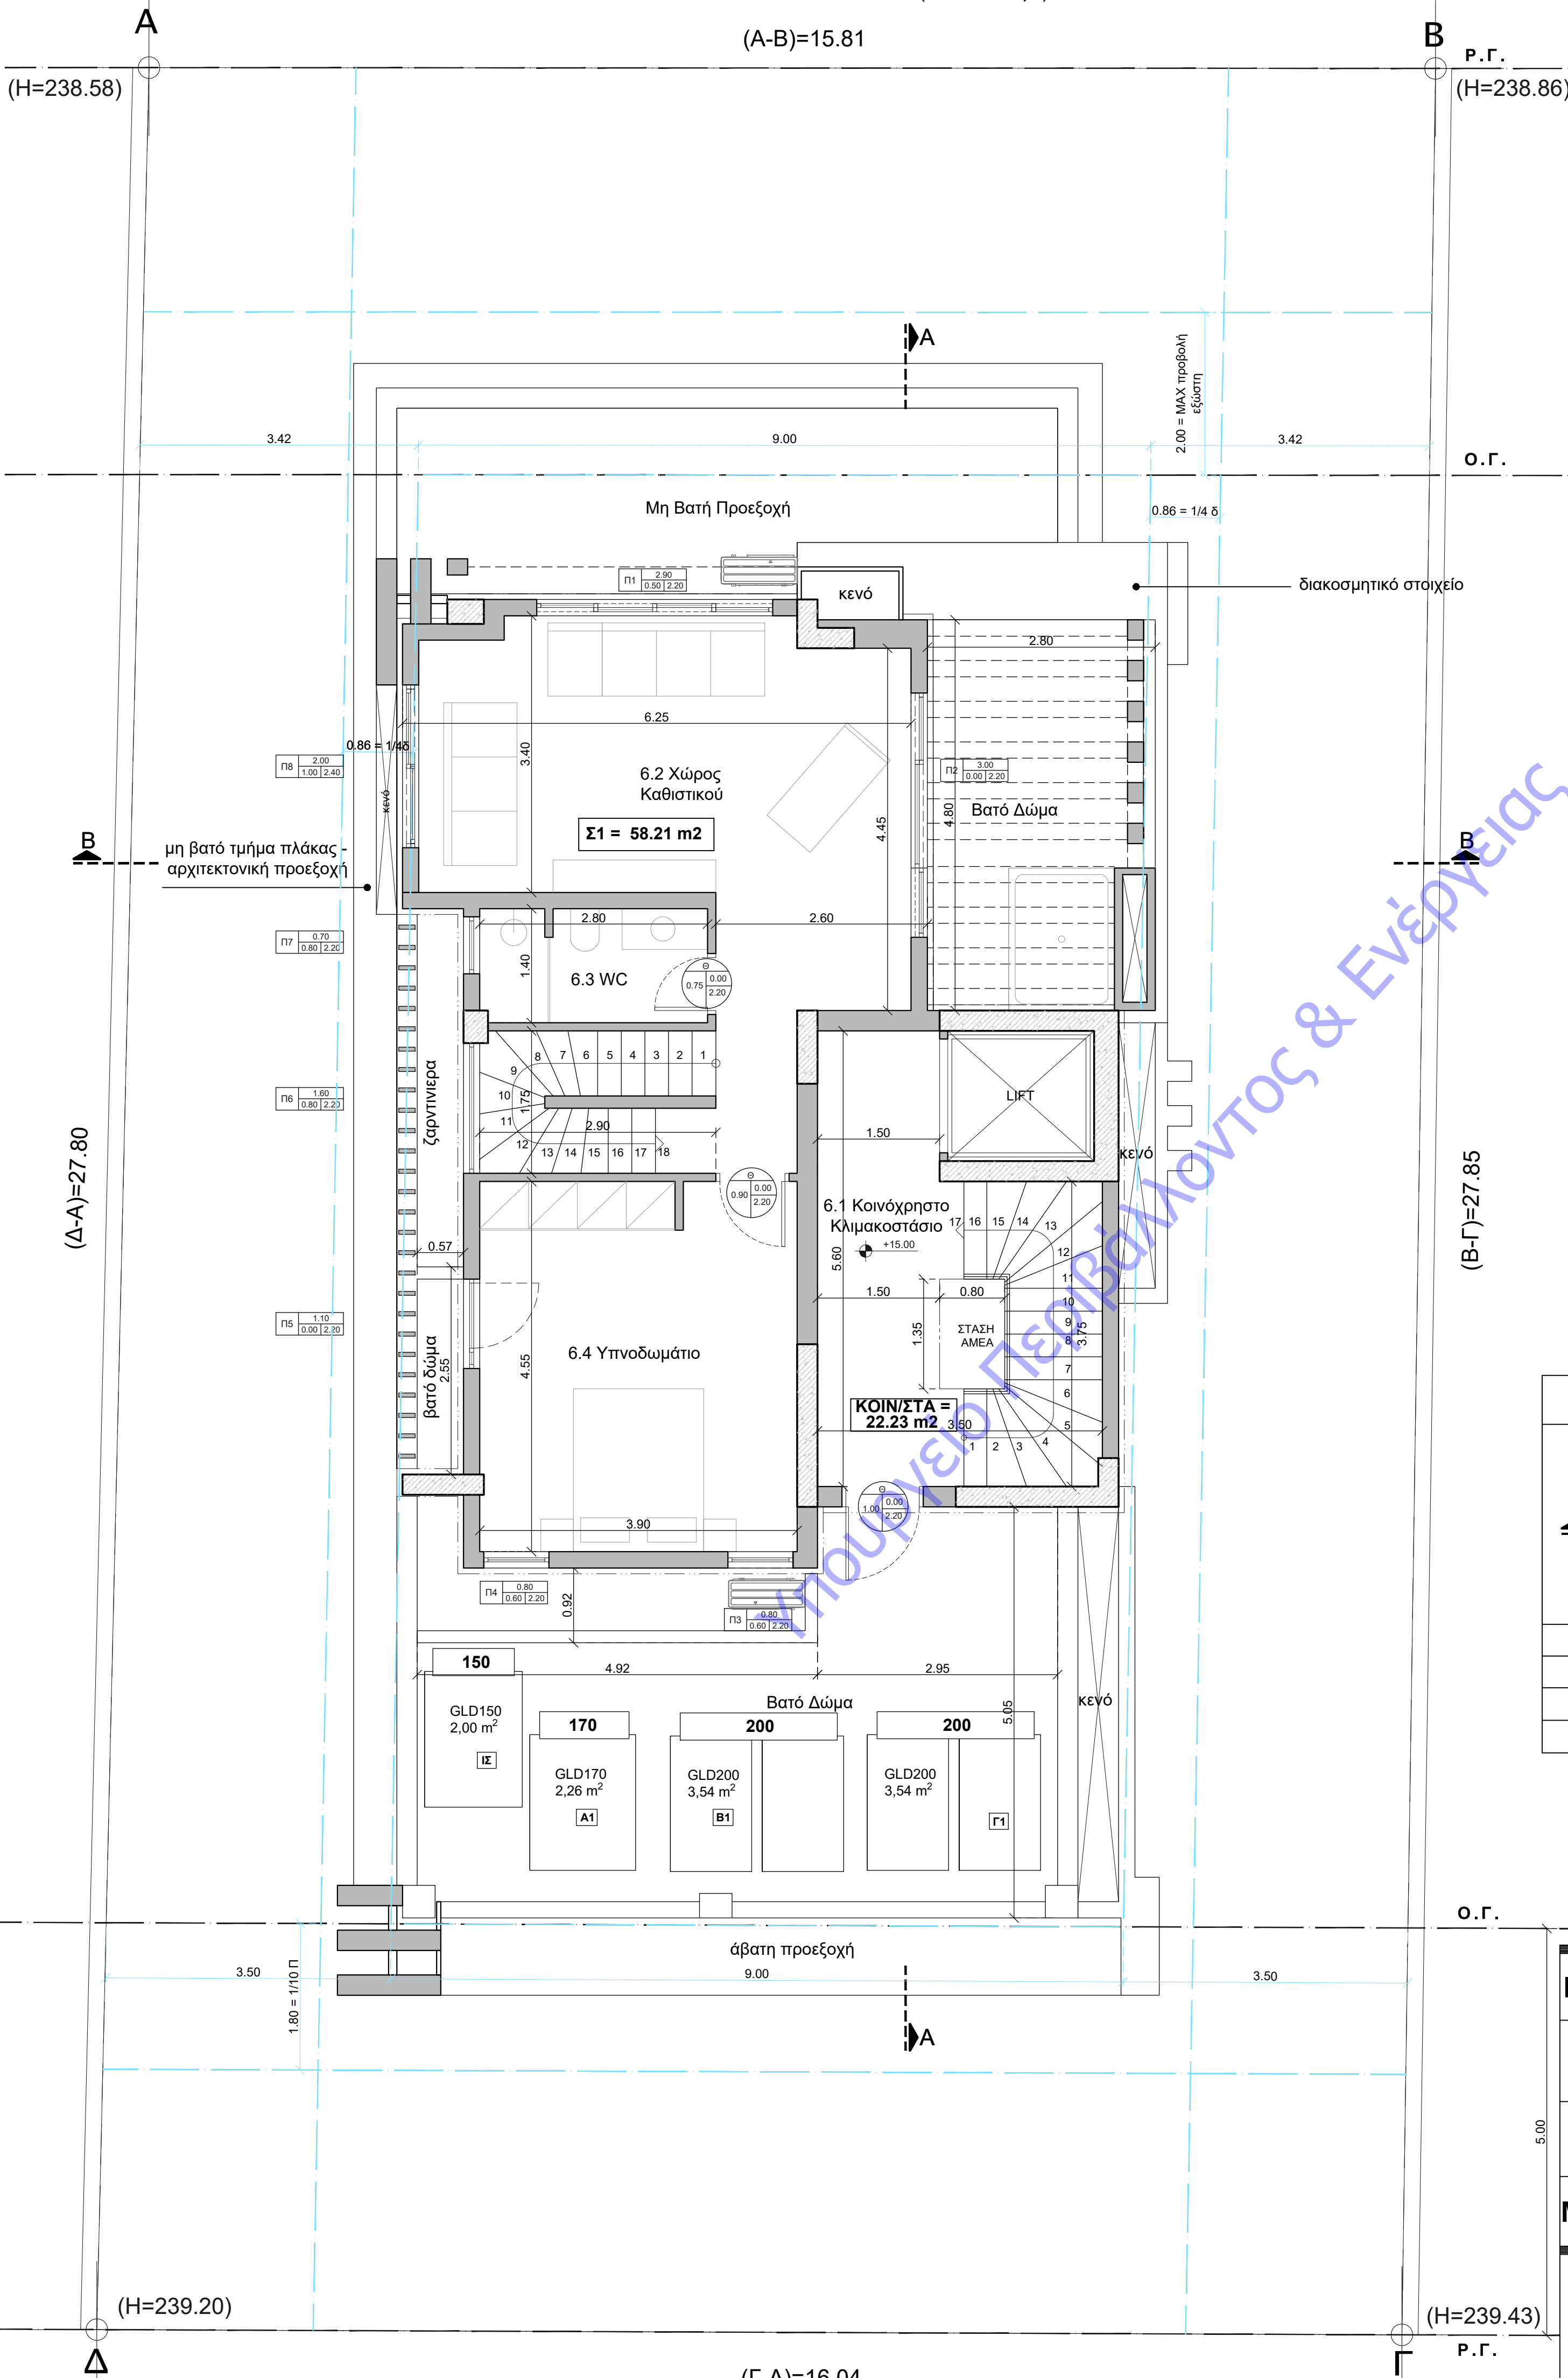 Α
(Α-Β)=15.81
Β
Ρ.Γ.
(Η=238.58)
(Η=238.86)
Α
2.00 = MAX προβολή
εξώστη
3.42
9.00
3.42
Ο.Γ.
Μη Βατή Προεξοχή
0.86 = 1/4 δ
Π1
2.90
0.50
2.20
κενό
διακοσμητικό στοιχείο
2.80
6.25
0.86 = 1/4δ
3.40
Π8
2.00
1.00
2.40
6.2 Χώρος
Καθιστικού
Π2
3.00
0.00
2.20
κενό
Βατό Δώμα
Σ1 = 58.21 m2
4.45
4.80
Β
μη βατό τμήμα πλάκας -
αρχιτεκτονική προεξοχή
Β
2.80
2.60
Π7
0.70
0.80
2.20
1.40
6.3 WC
Θ
0.75
0.00
2.20
8
7
6
5
4
3
2
1
9
10
11
12
13
14
15
16
17
18
1.75
2.90
LIFT
Π6
1.60
0.80
2.20
ζαρντινιερα
1.50
κενό
(Δ-Α)=27.80
(Β-Γ)=27.85
Θ
0.90
0.00
2.20
6.1 Κοινόχρηστο
Κλιμακοστάσιο
+15.00
17
16
15
14
13
12
11
10
9
8
7
6
5
4
3
2
1
0.57
5.60
1.50
0.80
Π5
1.10
0.00
2.20
1.35
ΣΤΑΣΗ
ΑΜΕΑ
3.75
βατό δώμα
2.55
4.55
6.4 Υπνοδωμάτιο
ΚΟΙΝ/ΣΤΑ =
22.23 m2
3.50
Θ
1.00
0.00
2.20
3.90
Π4
0.80
0.60
2.20
0.92
Π3
0.80
0.60
2.20
150
4.92
2.95
Βατό Δώμα
κενό
5.05
GLD150
2,00 m²
ΙΣ
170
200
200
GLD170
2,26 m²
Α1
GLD200
3,54 m²
Β1
GLD200
3,54 m²
Γ1
Ο.Γ.
άβατη προεξοχή
3.50
9.00
3.50
1.80 = 1/10 Π
Α
5.00
(Η=239.20)
(Η=239.43)
Δ
Γ
Ρ.Γ.
(Γ-Δ)=16.04
Υπουργείο Περιβάλλοντος & Ενέργειας